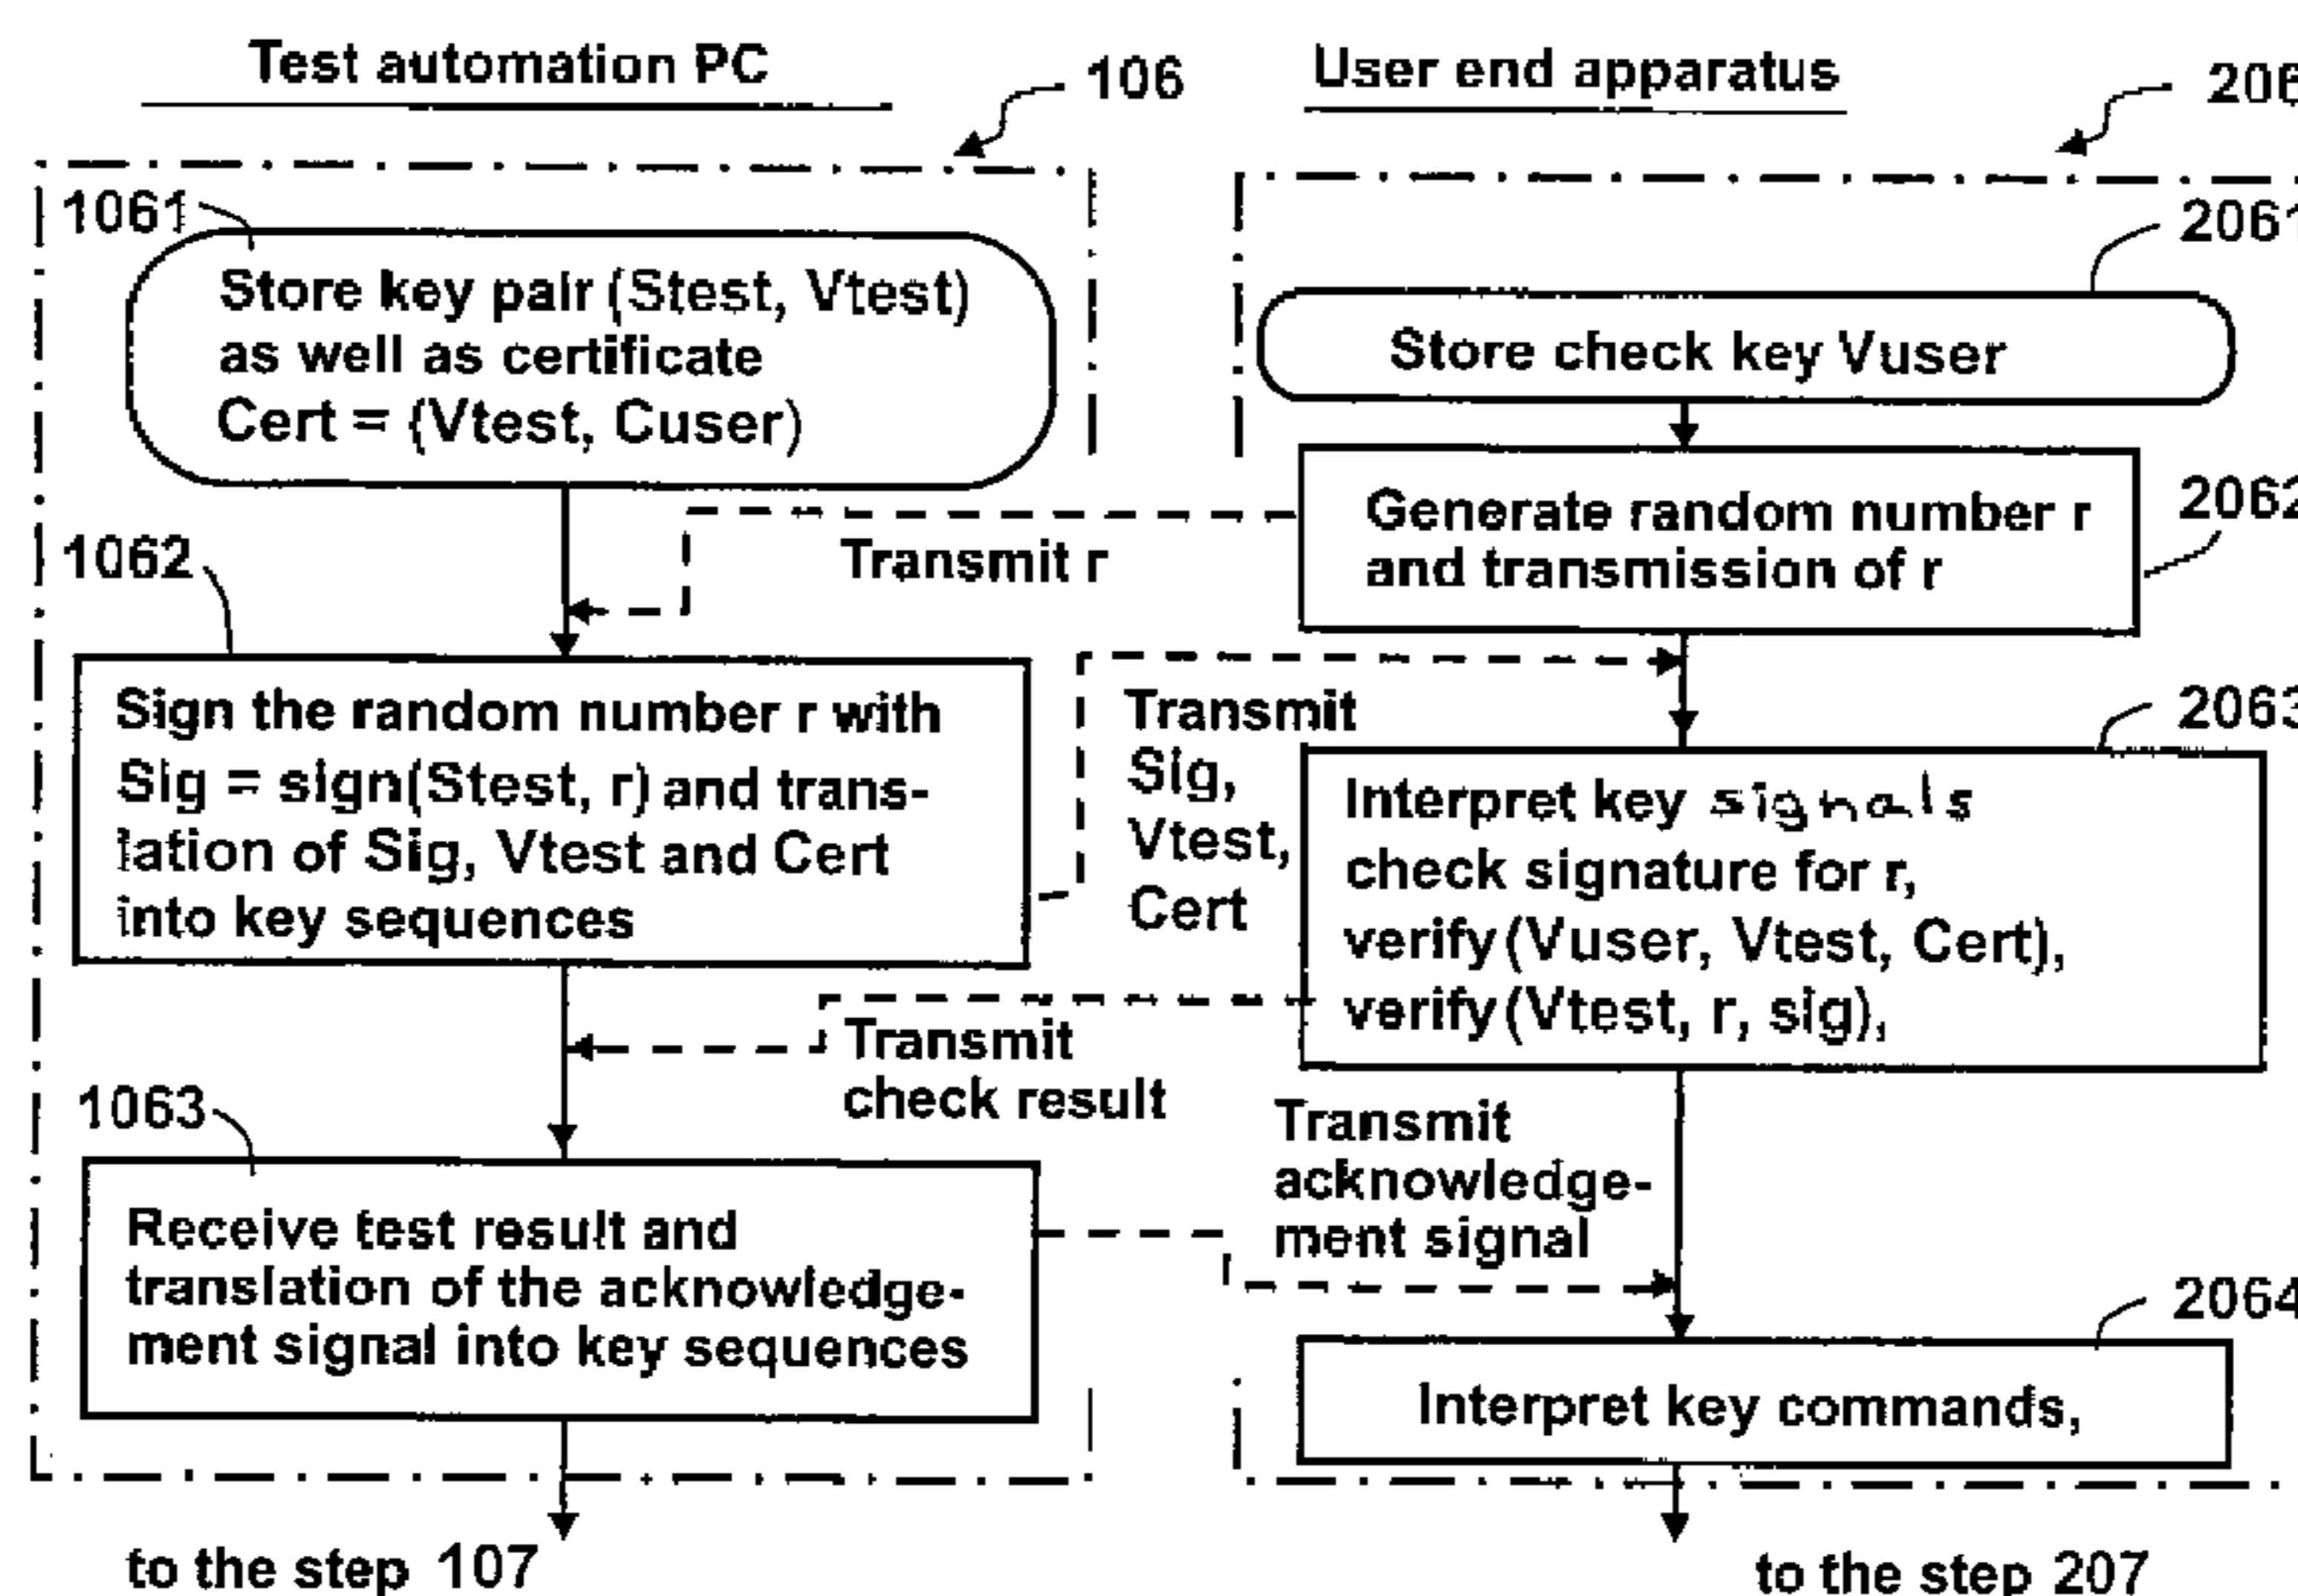 Test automation PC
106
User end apparatus
206
1061
Store key pair (Stest, Vtest)
as well as certificate
Cert = (Vtest, Cuser)
2061
Store check key Vuser
2062
Generate random number r
and transmission of r
Transmit r
1062
Sign the random number r with
Sig = sign(Stest, r) and trans-
lation of Sig, Vtest and Cert
into key sequences
Transmit
Sig,
Vtest,
Cert
2063
Interpret key signals
check signature for r,
verify (Vuser, Vtest, Cert),
verify (Vtest, r, sig),
Transmit
check result
1063
Receive test result and
translation of the acknowledge-
ment signal into key sequences
Transmit
acknowledge-
ment signal
2064
Interpret key commands,
to the step 107
to the step 207